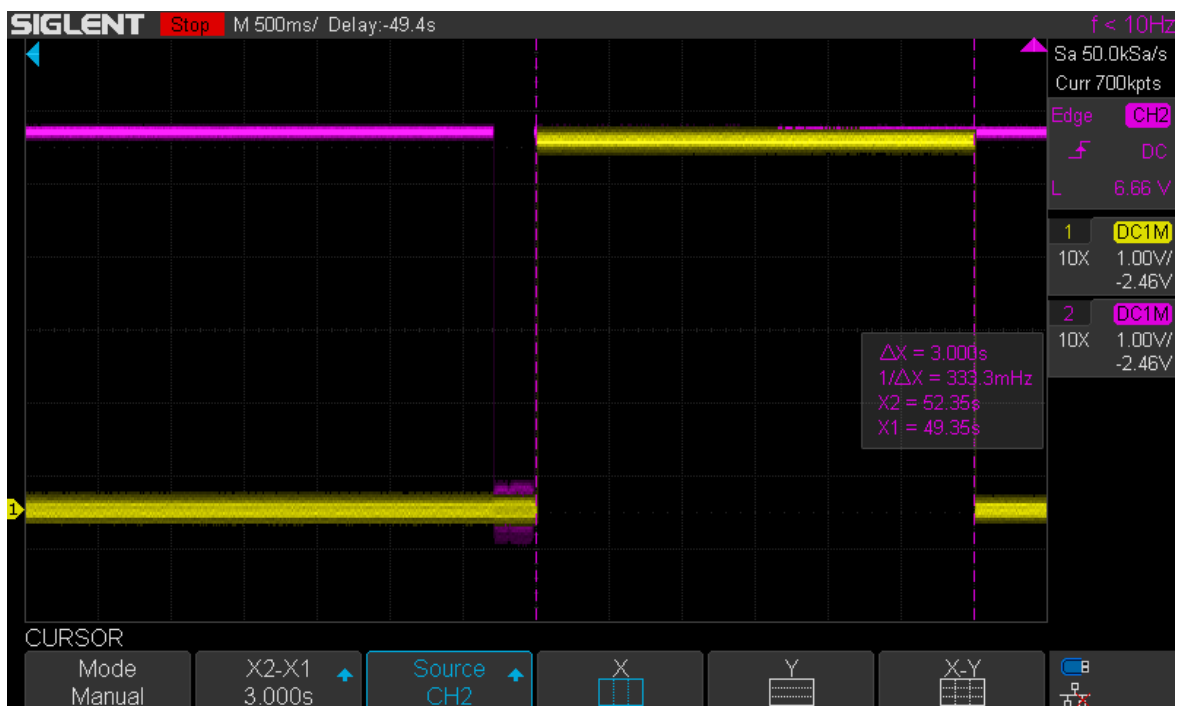 SIGLENT Stop M 500ms/ Delay:-49.4s f < 10Hz
Sa 50.0kSa/s
Curr 700kpts
Edge CH2
DC
L 6.66 V
1 DC1M
10X 1.00V/
-2.46V
2 DC1M
10X 1.00V/
-2.46V
ΔX = 3.000s
1/ΔX = 333.3mHz
X2 = 52.35s
X1 = 49.35s
1
CURSOR
Mode
Manual
X2-X1
3.000s
Source
CH2
X
Y
X-Y